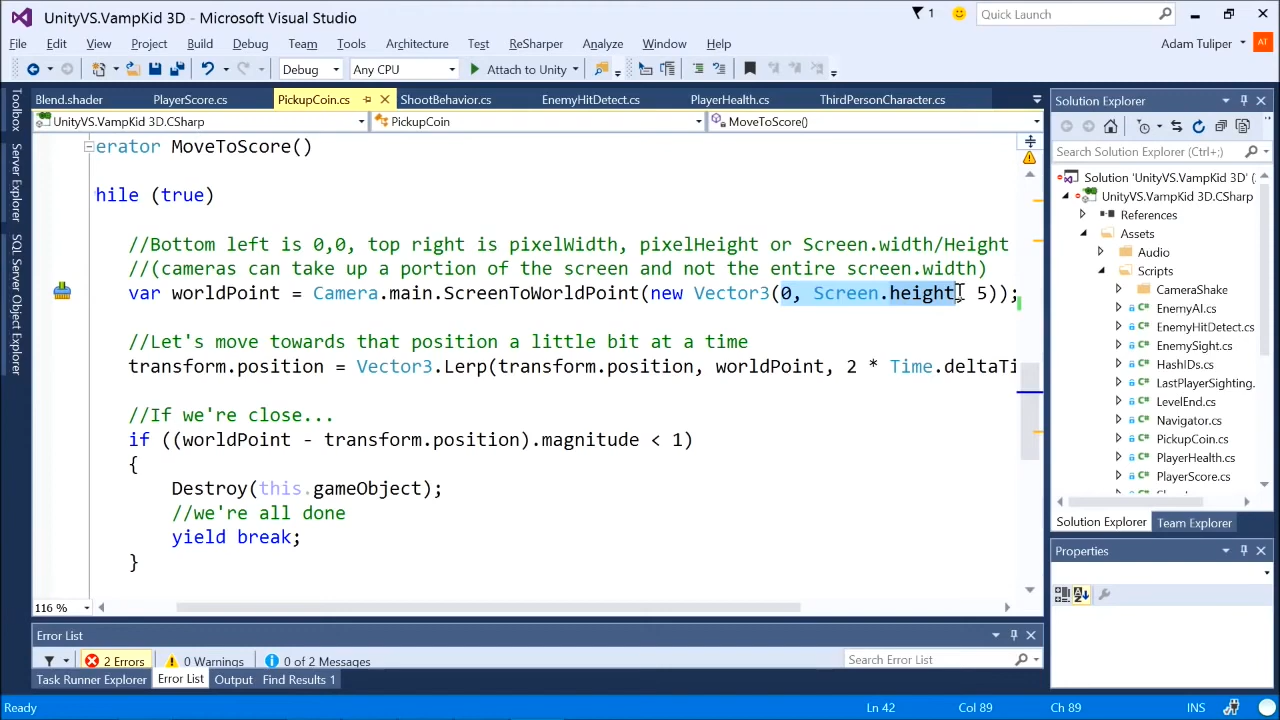 UnityVS.VampKid 3D - Microsoft Visual Studio
1
Quick Launch
File Edit View Project Build Debug Team Tools Architecture Test ReSharper Analyze Window Help
Adam Tuliper
AT
Debug Any CPU Attach to Unity
Blend.shader PlayerScore.cs PickupCoin.cs ShootBehavior.cs EnemyHitDetect.cs PlayerHealth.cs ThirdPersonCharacter.cs
UnityVS.VampKid 3D.CSharp PickupCoin MoveToScore()
Toolbox
Server Explorer
SQL Server Object Explorer
erator MoveToScore()
hile (true)
//Bottom left is 0,0, top right is pixelWidth, pixelHeight or Screen.width/Height
//(cameras can take up a portion of the screen and not the entire screen.width)
var worldPoint = Camera.main.ScreenToWorldPoint(new Vector3(0, Screen.height, 5));
//Let's move towards that position a little bit at a time
transform.position = Vector3.Lerp(transform.position, worldPoint, 2 * Time.deltaTi
//If we're close...
if ((worldPoint - transform.position).magnitude < 1)
{
Destroy(this.gameObject);
//we're all done
yield break;
}
116 %
Error List
2 Errors 0 Warnings 0 of 2 Messages
Search Error List
Task Runner Explorer Error List Output Find Results 1
Solution Explorer
Search Solution Explorer (Ctrl+;)
Solution 'UnityVS.VampKid 3D' (
UnityVS.VampKid 3D.CSharp
References
Assets
Audio
Scripts
CameraShake
EnemyAI.cs
EnemyHitDetect.cs
EnemySight.cs
HashIDs.cs
LastPlayerSighting.
LevelEnd.cs
Navigator.cs
PickupCoin.cs
PlayerHealth.cs
PlayerScore.cs
Solution Explorer Team Explorer
Properties
Ready Ln 42 Col 89 Ch 89 INS